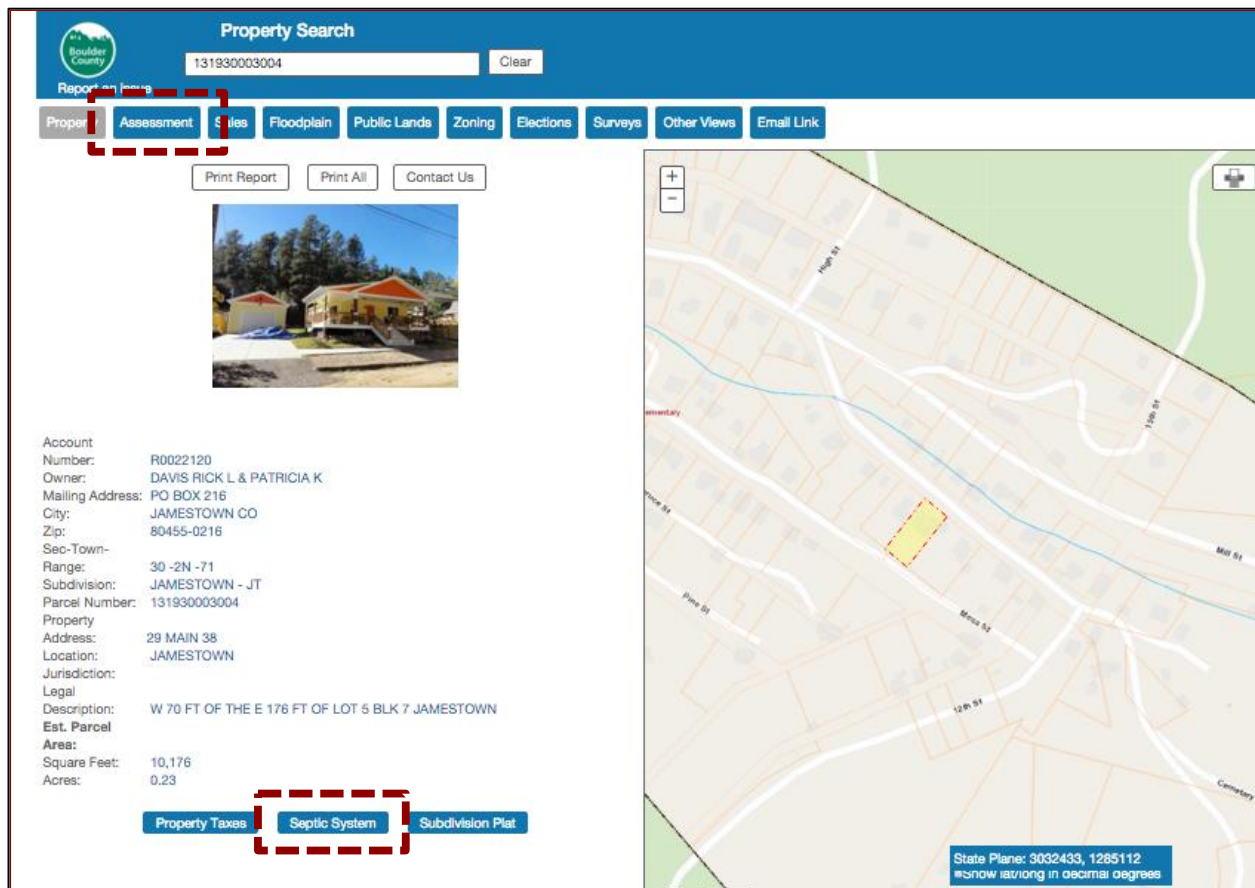 Property Search
Boulder
County
131930003004
Clear
Report an issue
Property Assessment Sales Floodplain Public Lands Zoning Elections Surveys Other Views Email Link
Print Report Print All Contact Us
+
−
High St
13th St
ementary
Mill St
Pine St
Mesa St
12th St
Cemetery
Account
Number: R0022120
Owner: DAVIS RICK L & PATRICIA K
Mailing Address: PO BOX 216
City: JAMESTOWN CO
Zip: 80455-0216
Sec-Town-
Range: 30 -2N -71
Subdivision: JAMESTOWN - JT
Parcel Number: 131930003004
Property
Address: 29 MAIN 38
Location: JAMESTOWN
Jurisdiction:
Legal
Description: W 70 FT OF THE E 176 FT OF LOT 5 BLK 7 JAMESTOWN
Est. Parcel
Area:
Square Feet: 10,176
Acres: 0.23
Property Taxes Septic System Subdivision Plat
State Plane: 3032433, 1285112
Show lat/long in decimal degrees